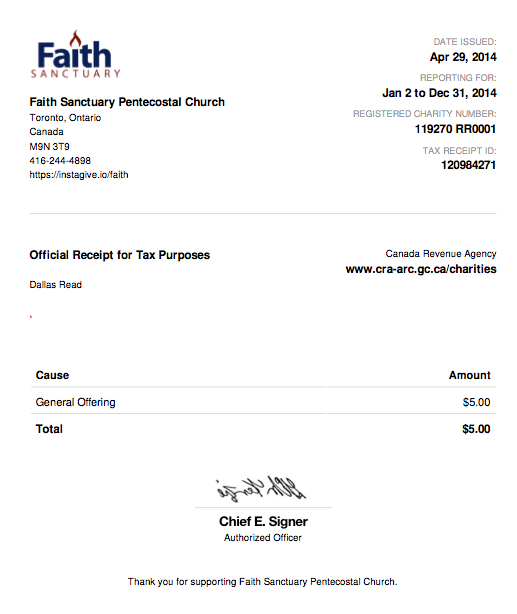 Faith
SANCTUARY
Faith Sanctuary Pentecostal Church
Toronto, Ontario
Canada
M9N 3T9
416-244-4898
https://instagive.io/faith
DATE ISSUED:
Apr 29, 2014
REPORTING FOR:
Jan 2 to Dec 31, 2014
REGISTERED CHARITY NUMBER:
119270 RR0001
TAX RECEIPT ID:
120984271
Official Receipt for Tax Purposes
Dallas Read
,
Canada Revenue Agency
www.cra-arc.gc.ca/charities
Cause Amount
General Offering $5.00
Total $5.00
Chief E. Signer
Authorized Officer
Thank you for supporting Faith Sanctuary Pentecostal Church.